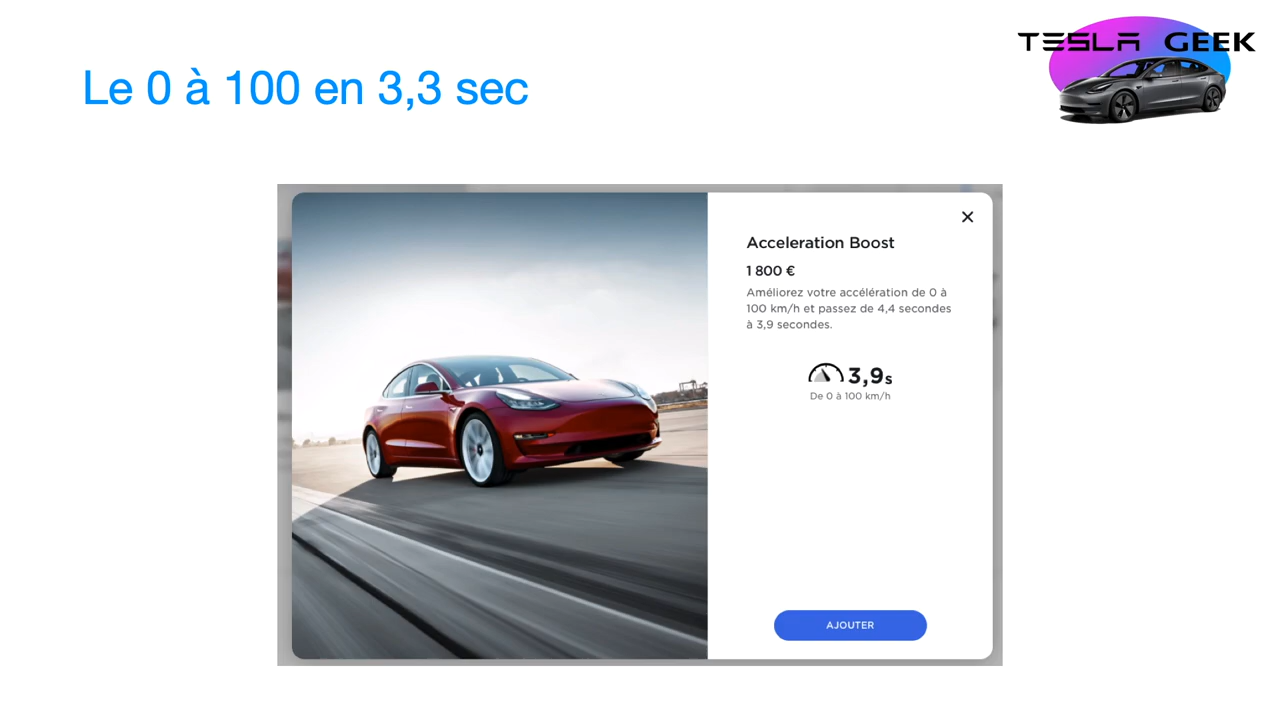 TESLA GEEK
Le 0 à 100 en 3,3 sec
Acceleration Boost
1 800 €
Améliorez votre accélération de 0 à
100 km/h et passez de 4,4 secondes
à 3,9 secondes.
3,9s
De 0 à 100 km/h
AJOUTER